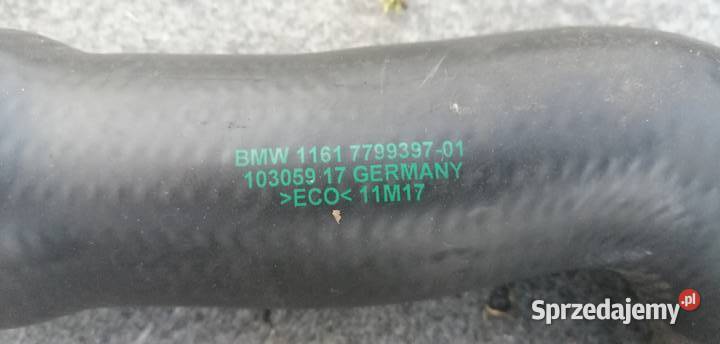 BMW 1161 7799397-01
103059 17 GERMANY
>ECO< 11M17
Sprzedajemy.pl